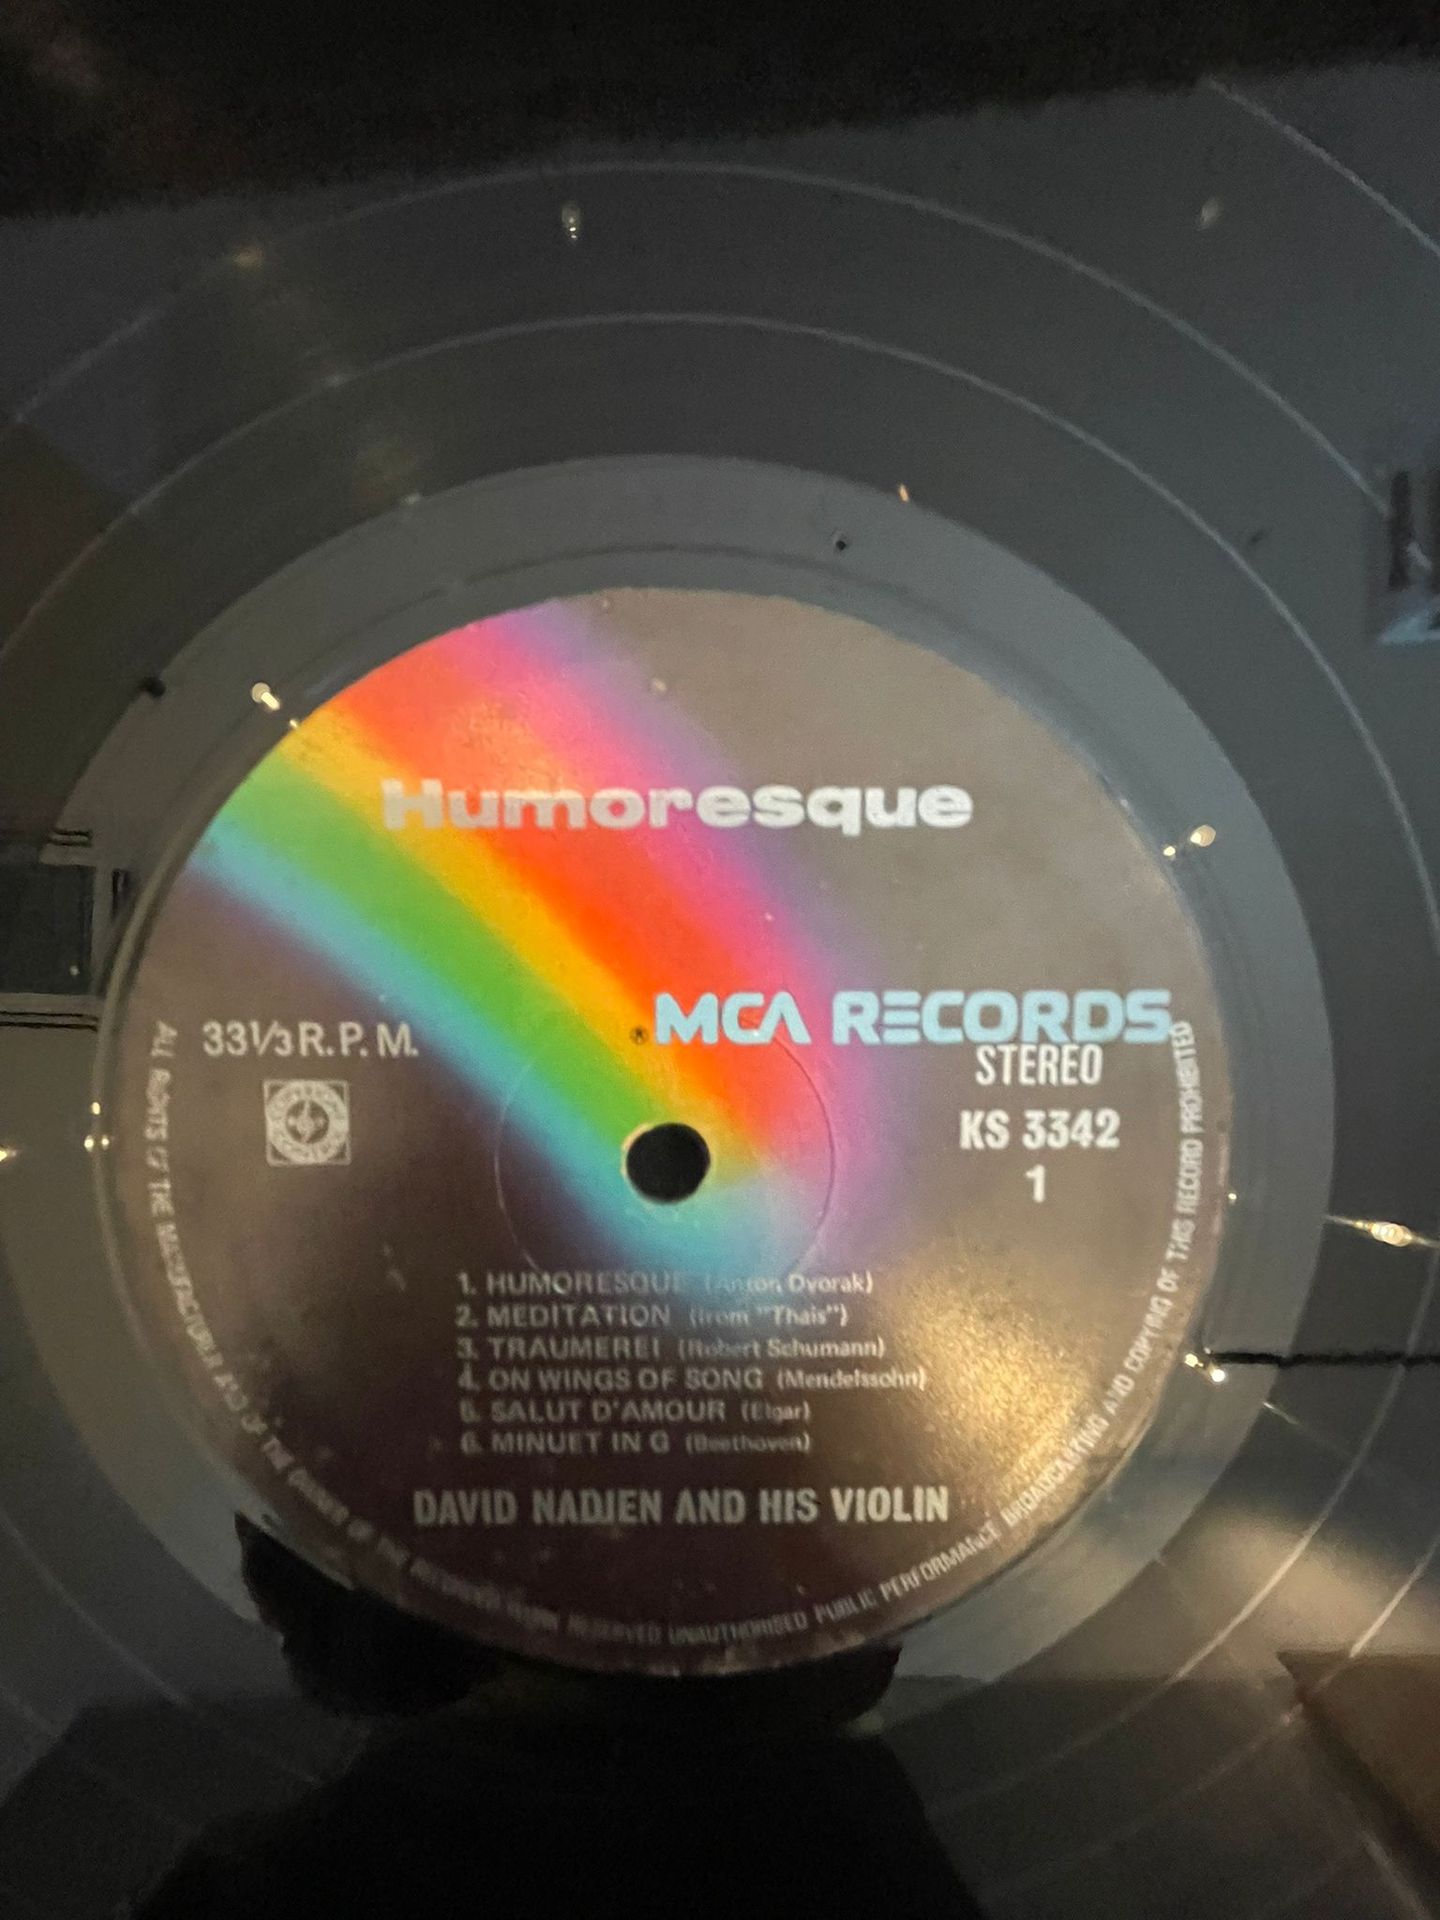 Humoresque
® MCA RECORDS
33⅓ R.P.M.
STEREO
KS 3342
1
1. HUMORESQUE (Anton Dvorak)
2. MEDITATION (from "Thais")
3. TRAUMEREI (Robert Schumann)
4. ON WINGS OF SONG (Mendelssohn)
5. SALUT D'AMOUR (Elgar)
6. MINUET IN G (Beethoven)
DAVID NADIEN AND HIS VIOLIN
ALL RIGHTS OF THE MANUFACTURER AND OF THE OWNER OF THE RECORDED WORK RESERVED UNAUTHORISED PUBLIC PERFORMANCE BROADCASTING AND COPYING OF THIS RECORD PROHIBITED